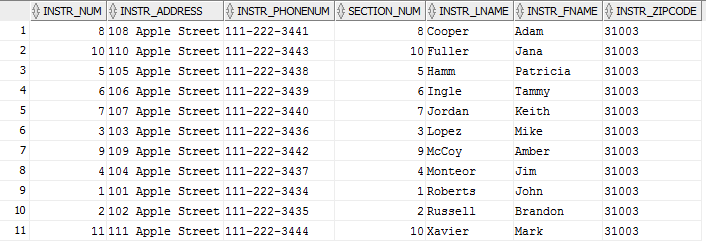 INSTR_NUM INSTR_ADDRESS INSTR_PHONENUM SECTION_NUM INSTR_LNAME INSTR_FNAME INSTR_ZIPCODE
1 8 108 Apple Street 111-222-3441 8 Cooper Adam 31003
2 10 110 Apple Street 111-222-3443 10 Fuller Jana 31003
3 5 105 Apple Street 111-222-3438 5 Hamm Patricia 31003
4 6 106 Apple Street 111-222-3439 6 Ingle Tammy 31003
5 7 107 Apple Street 111-222-3440 7 Jordan Keith 31003
6 3 103 Apple Street 111-222-3436 3 Lopez Mike 31003
7 9 109 Apple Street 111-222-3442 9 McCoy Amber 31003
8 4 104 Apple Street 111-222-3437 4 Monteor Jim 31003
9 1 101 Apple Street 111-222-3434 1 Roberts John 31003
10 2 102 Apple Street 111-222-3435 2 Russell Brandon 31003
11 11 111 Apple Street 111-222-3444 10 Xavier Mark 31003